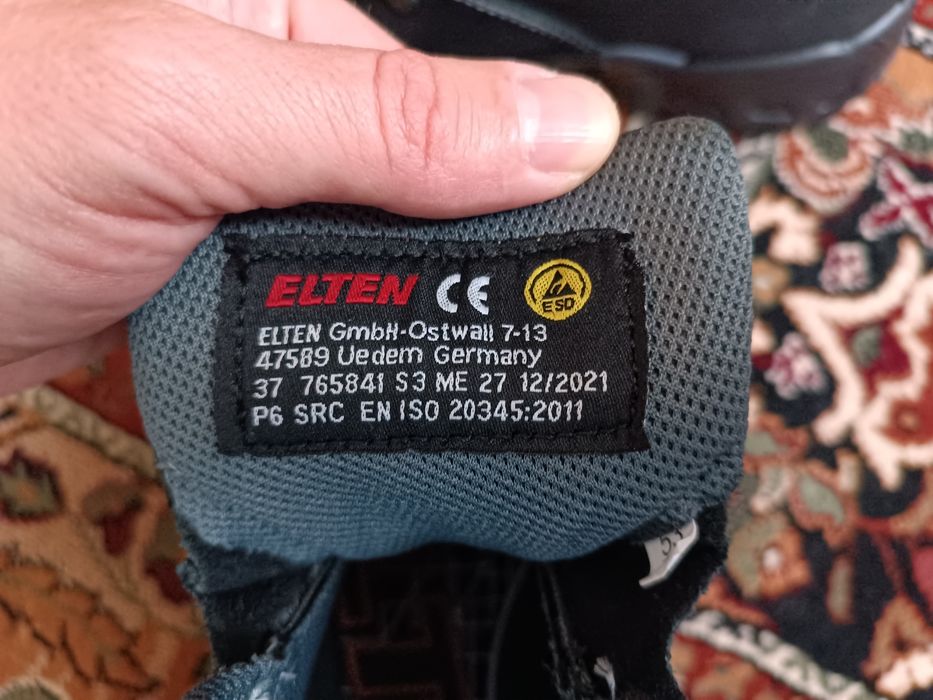 ELTEN CE ESD
ELTEN GmbH-Ostwall 7-13
47589 Uedem Germany
37 765841 S3 ME 27 12/2021
P6 SRC EN ISO 20345:2011